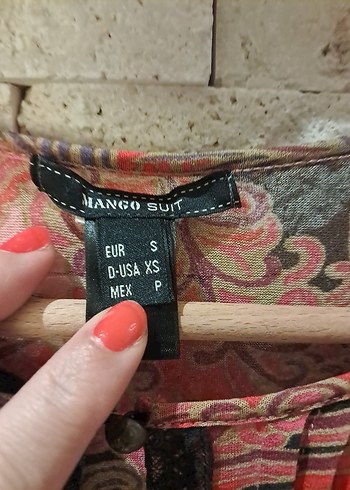 MANGO SUIT
EUR S
D-USA XS
MEX P